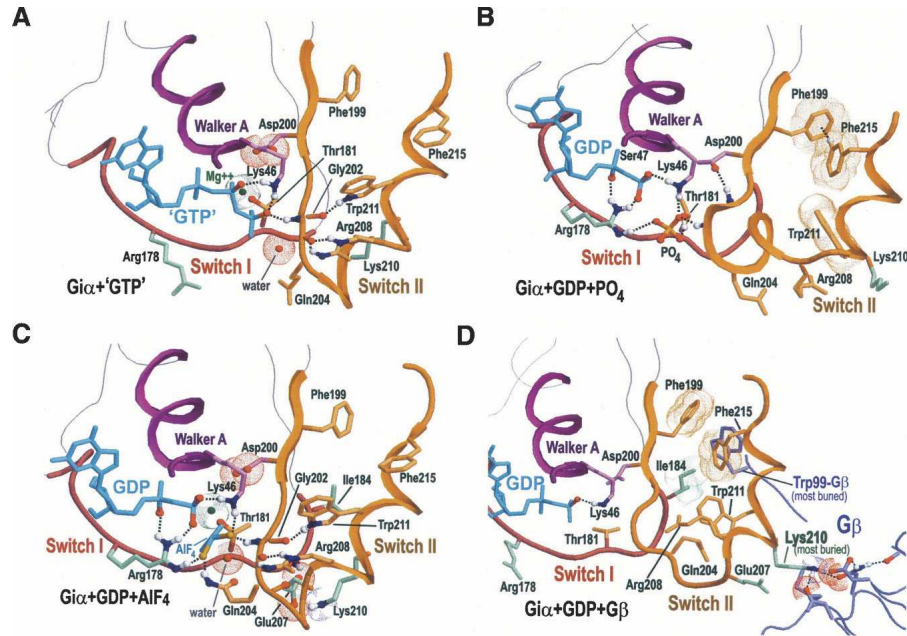 A
Phe199
Asp200
Walker A
GDP
Mg++
Lys46
Thr181
Gly202
Phe215
'GTP'
Trp211
Arg208
Arg178
Switch I
water
Lys210
Giα+'GTP'
Gln204
Switch II
B
Phe199
Walker A
Asp200
Phe215
GDP
Ser47
Lys46
Arg178
Thr181
Trp211
Switch I
PO4
Lys210
Giα+GDP+PO4
Gln204
Arg208
Switch II
C
Phe199
Walker A
Asp200
GDP
Lys46
Gly202
Ile184
Phe215
Switch I
Thr181
Trp211
AlF4
Switch II
Arg178
Arg208
water
Gln204
Giα+GDP+AlF4
Glu207
Lys210
D
Phe199
Phe215
Walker A
Asp200
Ile184
GDP
Trp99-Gβ
(most buned)
Lys46
Trp211
Gβ
Thr181
Lys210
(most buried)
Arg178
Switch I
Arg208
Gln204
Glu207
Giα+GDP+Gβ
Switch II